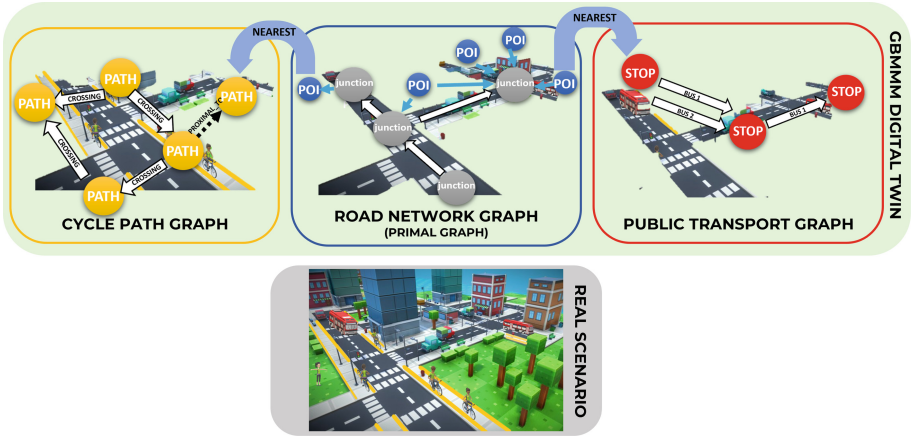 NEAREST
NEAREST
PATH
PATH
PATH
PATH
PATH
CROSSING
CROSSING
CROSSING
CROSSING
PROXIMAL TO
CYCLE PATH GRAPH
POI
POI
POI
POI
POI
junction
junction
junction
junction
ROAD NETWORK GRAPH
(PRIMAL GRAPH)
STOP
STOP
STOP
BUS 1
BUS 2
BUS 1
PUBLIC TRANSPORT GRAPH
GBMMM DIGITAL TWIN
REAL SCENARIO